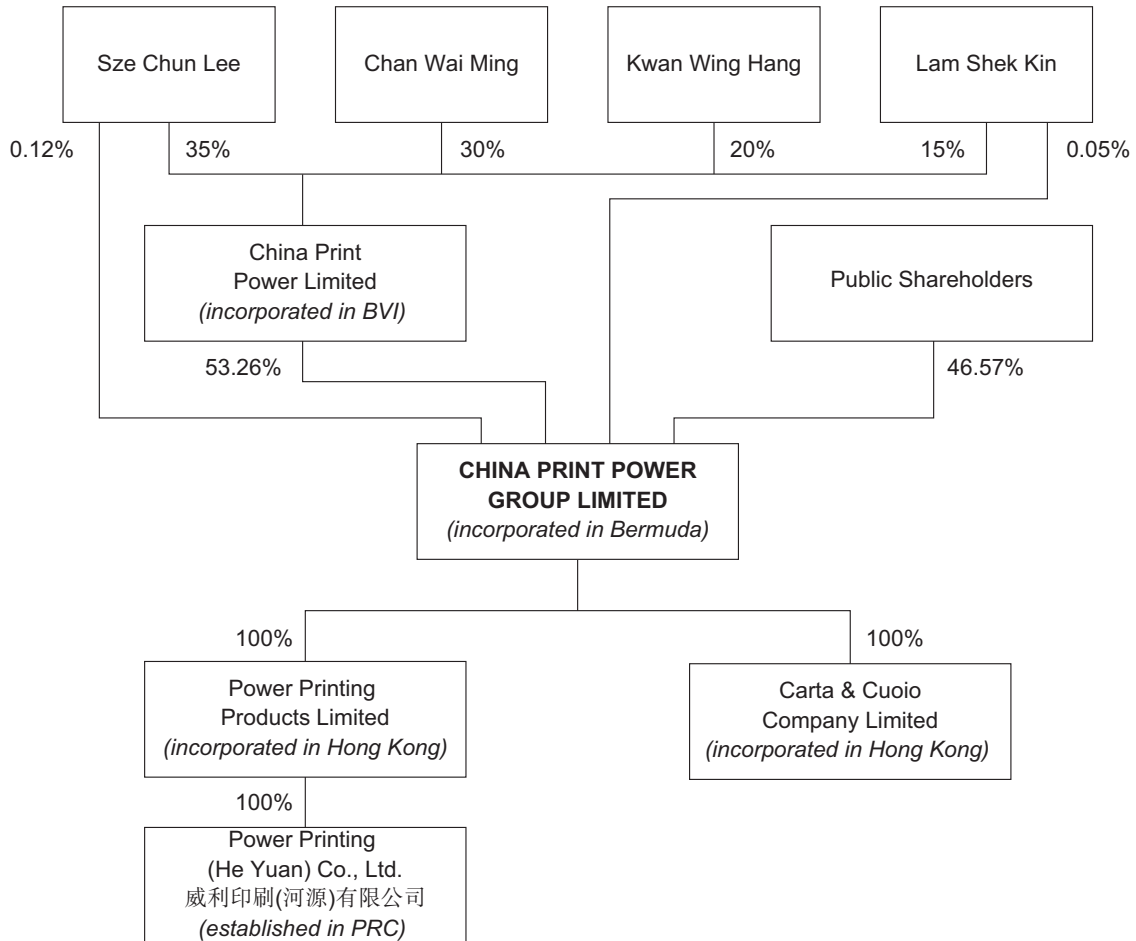 Sze Chun Lee
Chan Wai Ming
Kwan Wing Hang
Lam Shek Kin
0.12%
35%
30%
20%
15%
0.05%
China Print
Power Limited
(incorporated in BVI)
Public Shareholders
53.26%
46.57%
CHINA PRINT POWER
GROUP LIMITED
(incorporated in Bermuda)
100%
100%
Power Printing
Products Limited
(incorporated in Hong Kong)
Carta & Cuoio
Company Limited
(incorporated in Hong Kong)
100%
Power Printing
(He Yuan) Co., Ltd.
威利印刷(河源)有限公司
(established in PRC)